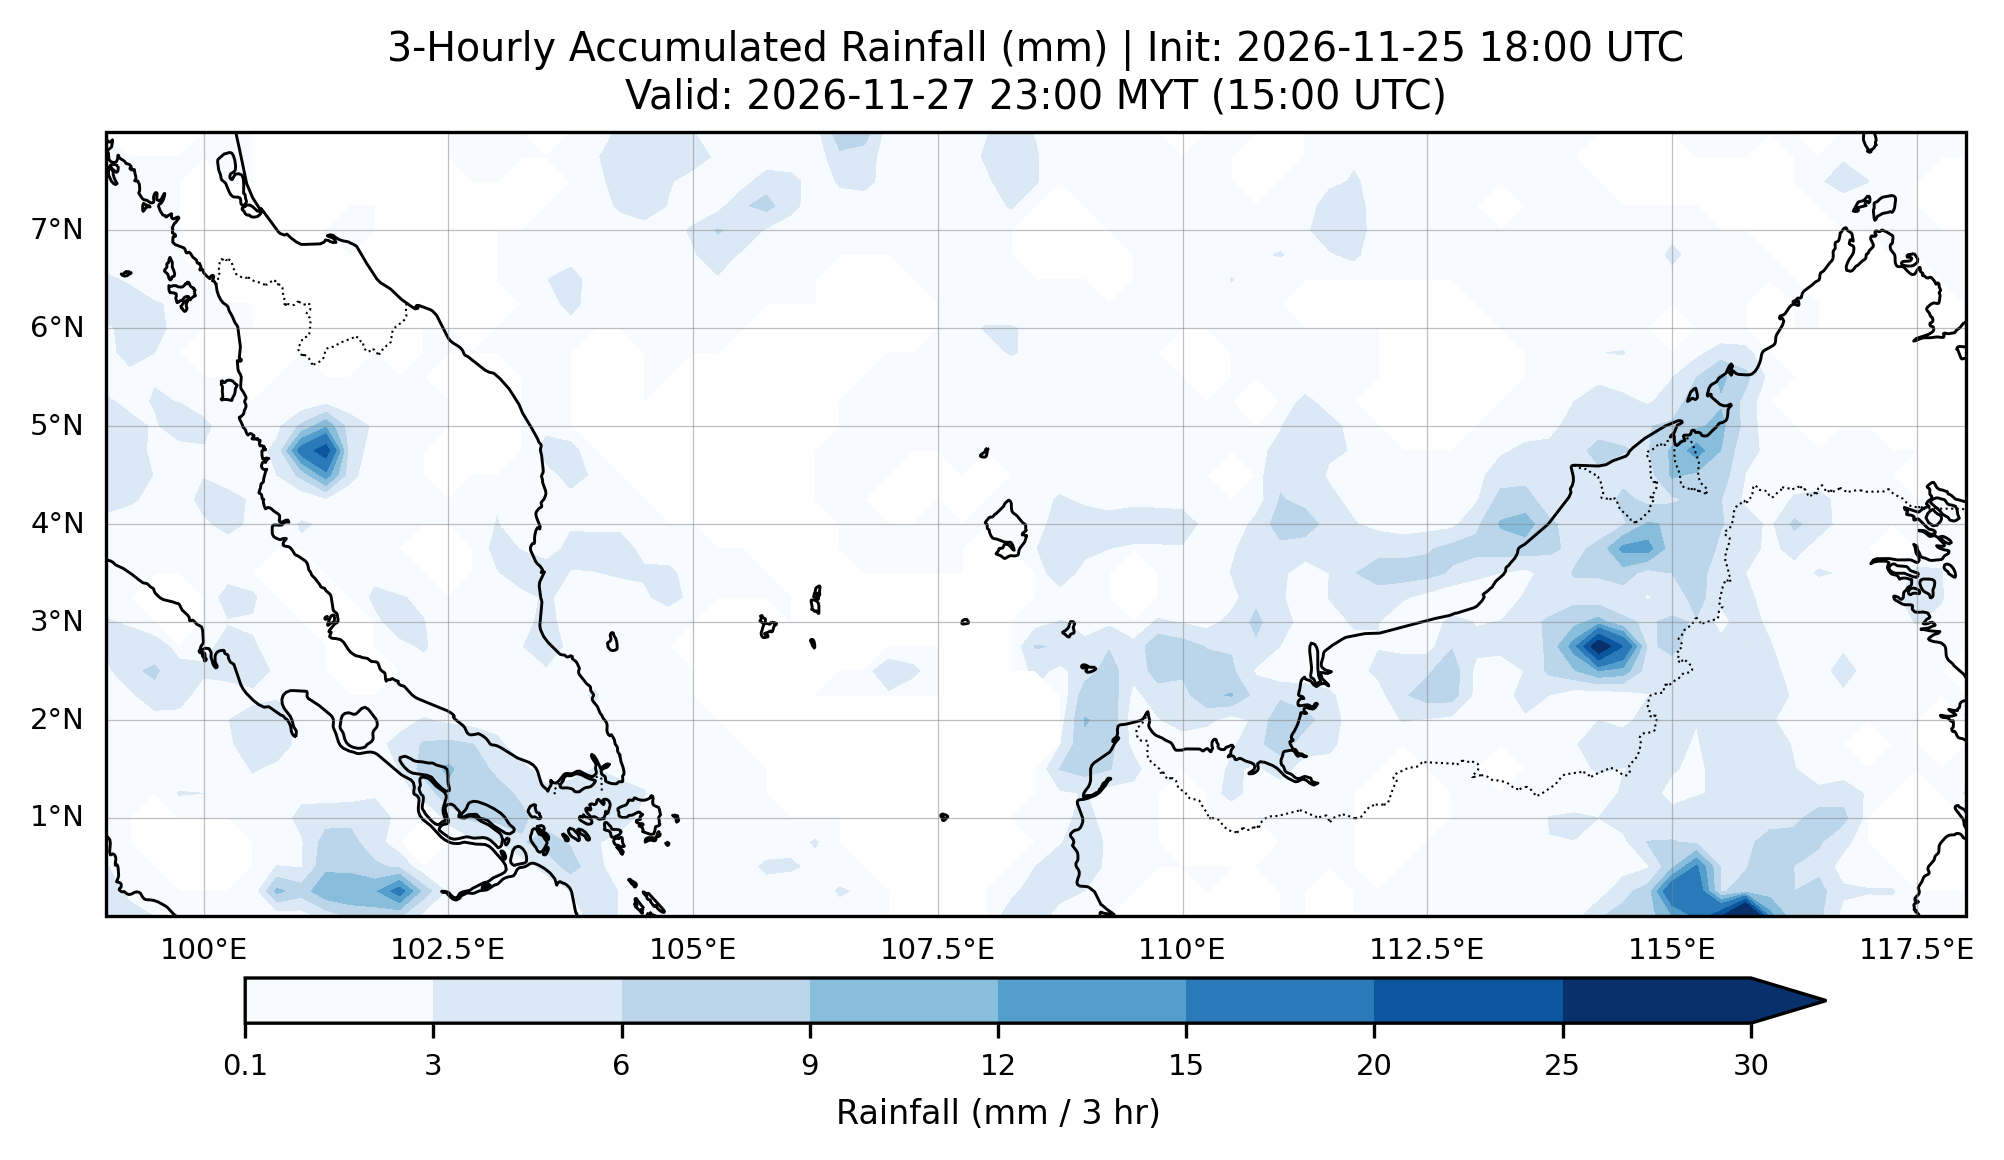 3-Hourly Accumulated Rainfall (mm) | Init: 2026-11-25 18:00 UTC
Valid: 2026-11-27 23:00 MYT (15:00 UTC)
7°N
6°N
5°N
4°N
3°N
2°N
1°N
100°E 102.5°E 105°E 107.5°E 110°E 112.5°E 115°E 117.5°E
0.1 3 6 9 12 15 20 25 30
Rainfall (mm / 3 hr)